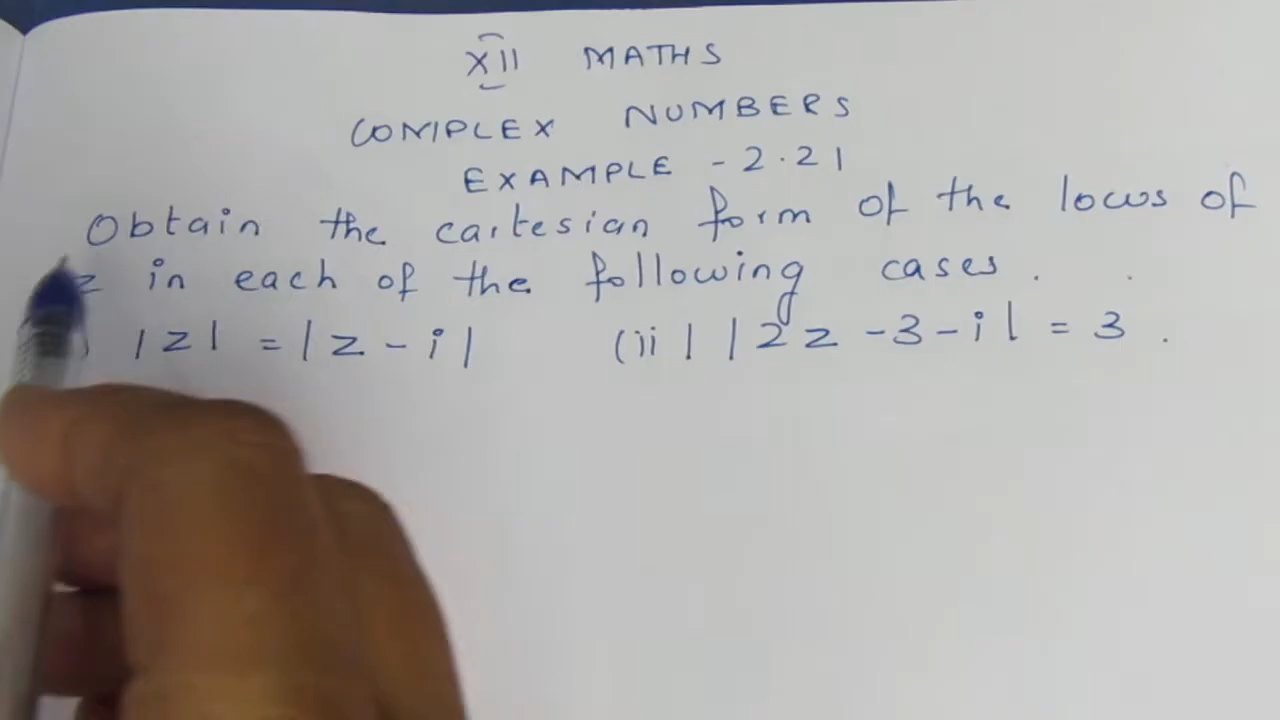 XII MATHS
COMPLEX NUMBERS
EXAMPLE - 2.21
Obtain the cartesian form of the locus of
z in each of the following cases.
) |z| = |z - i| (ii) |2z - 3 - i| = 3.